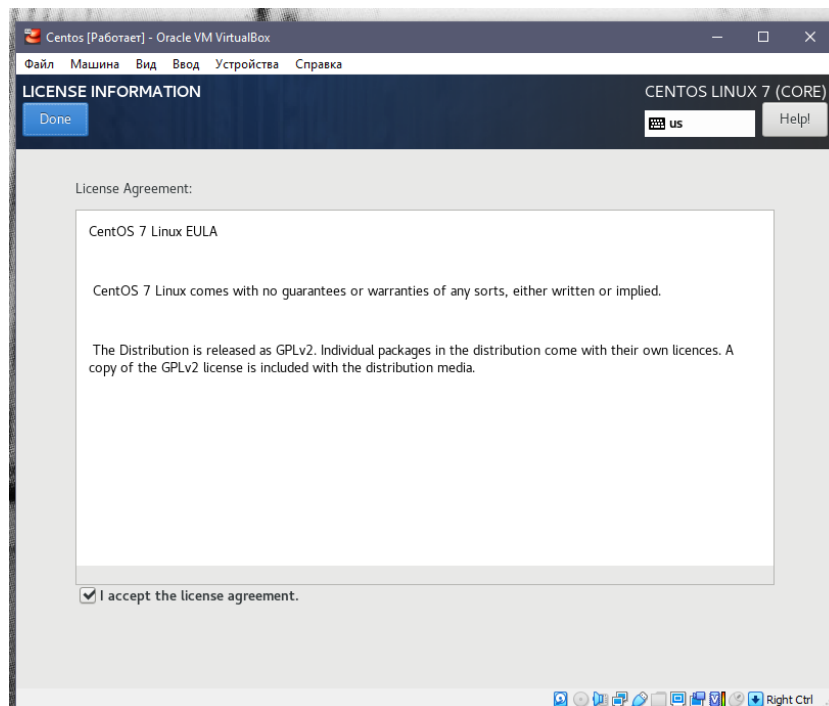 Centos [Работает] - Oracle VM VirtualBox
Файл Машина Вид Ввод Устройства Справка
LICENSE INFORMATION
CENTOS LINUX 7 (CORE)
Done
us
Help!
License Agreement:
CentOS 7 Linux EULA
CentOS 7 Linux comes with no guarantees or warranties of any sorts, either written or implied.
The Distribution is released as GPLv2. Individual packages in the distribution come with their own licences. A
copy of the GPLv2 license is included with the distribution media.
I accept the license agreement.
Right Ctrl